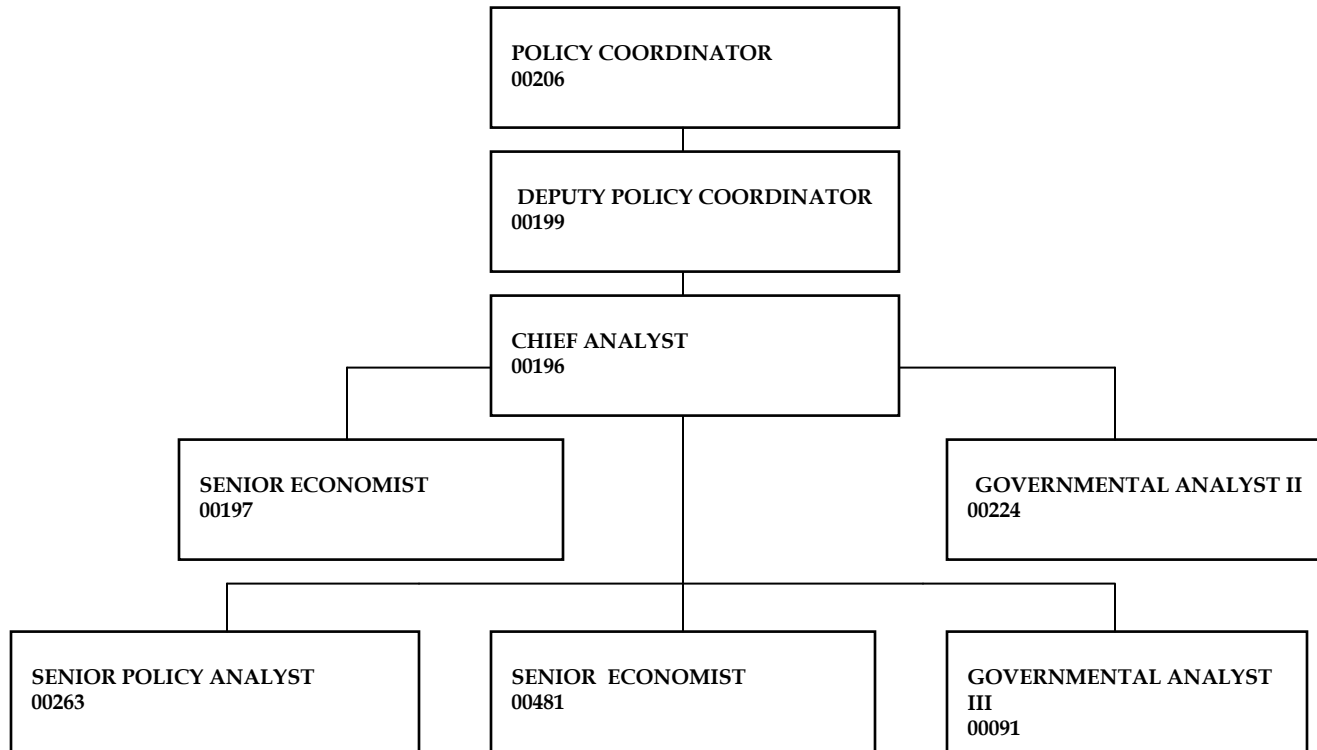 POLICY COORDINATOR
00206
DEPUTY POLICY COORDINATOR
00199
CHIEF ANALYST
00196
SENIOR ECONOMIST
00197
GOVERNMENTAL ANALYST II
00224
SENIOR POLICY ANALYST
00263
SENIOR ECONOMIST
00481
GOVERNMENTAL ANALYST
III
00091